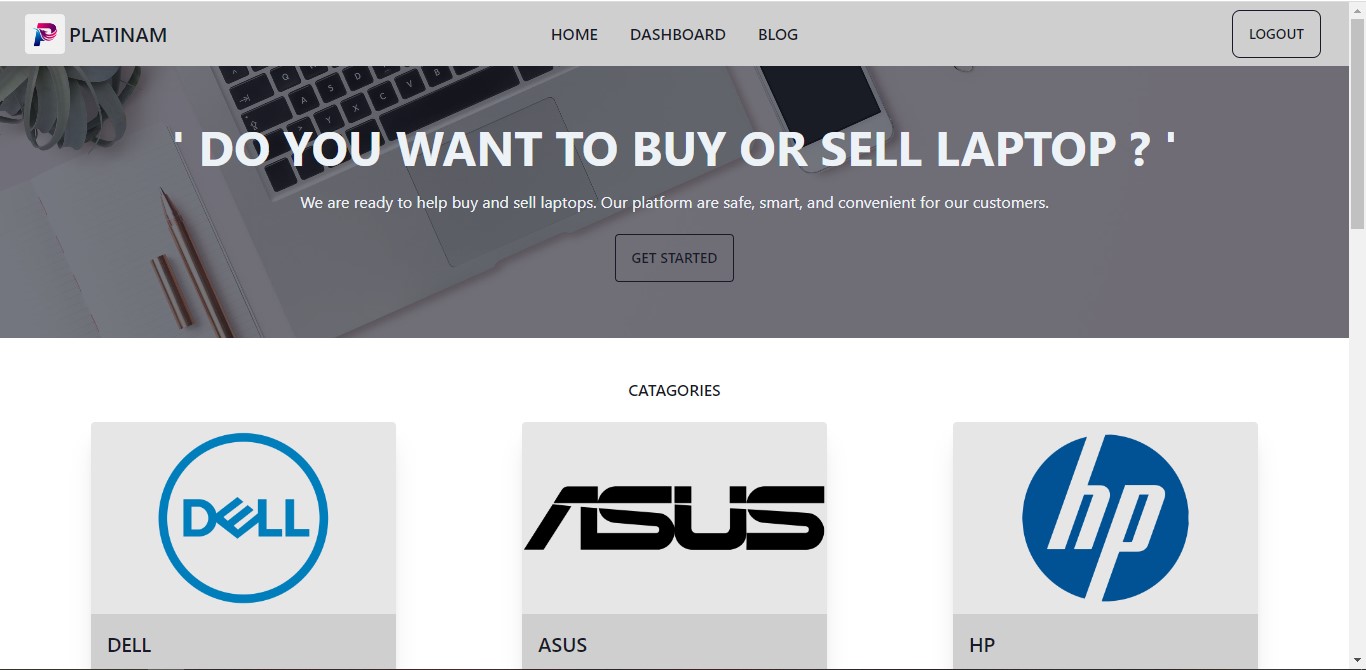 PLATINAM
HOME DASHBOARD BLOG
LOGOUT
' DO YOU WANT TO BUY OR SELL LAPTOP ? '
We are ready to help buy and sell laptops. Our platform are safe, smart, and convenient for our customers.
GET STARTED
CATAGORIES
DELL
ASUS
hp
DELL
ASUS
HP